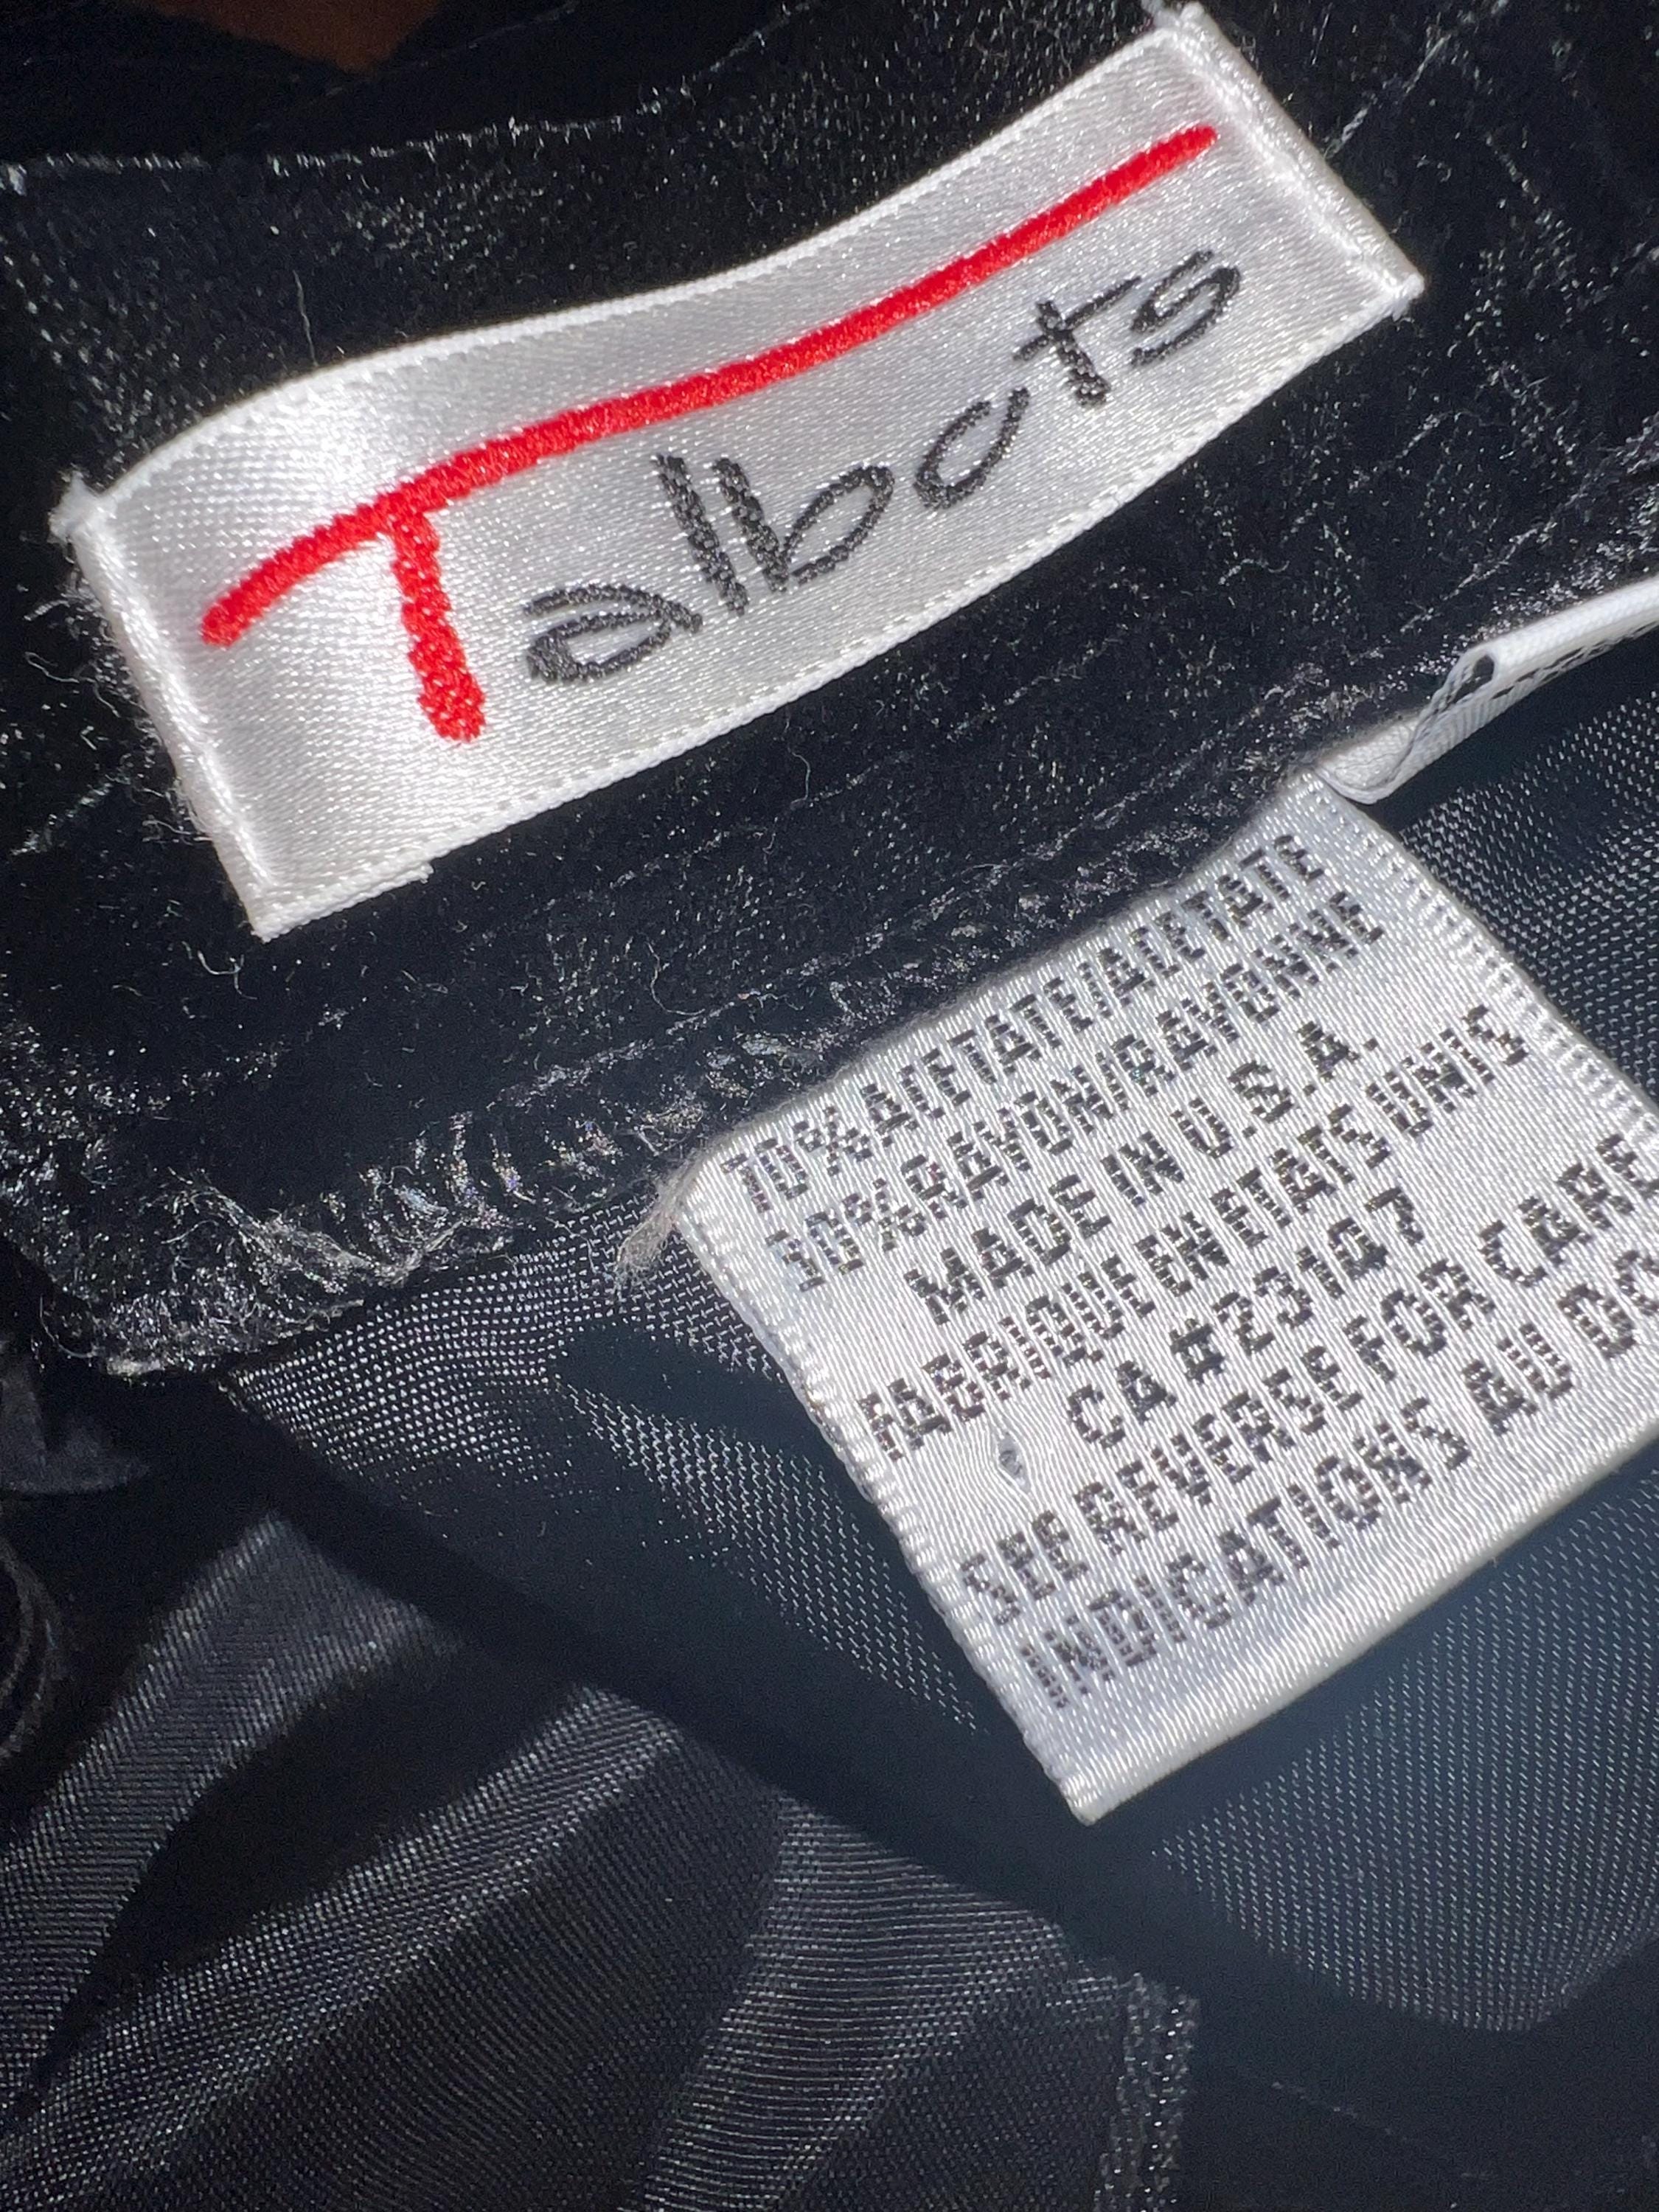 Talbots
70% ACETATE/ACETATE
30% RAYON/RAYONNE
MADE IN U.S.A.
FABRIQUE EN ETATS UNIS
CA #23147
SEE REVERSE FOR CARE
INDICATIONS AU